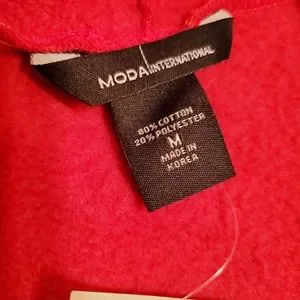 MODA INTERNATIONAL
80% COTTON
20% POLYESTER
M
MADE IN
KOREA